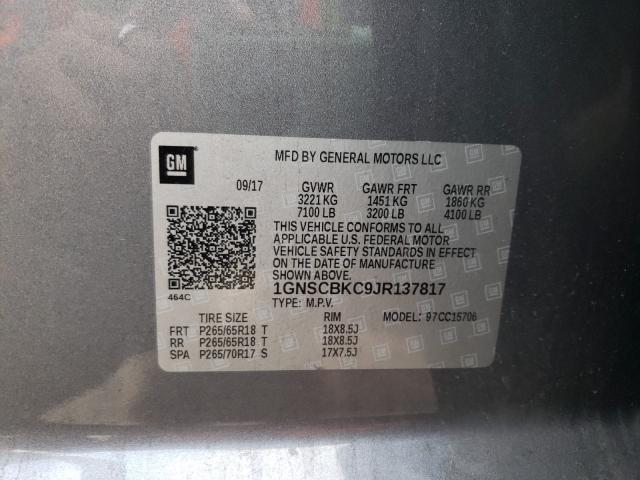 GM
MFD BY GENERAL MOTORS LLC
09/17 GVWR GAWR FRT GAWR RR
3221 KG 1451 KG 1860 KG
7100 LB 3200 LB 4100 LB
THIS VEHICLE CONFORMS TO ALL
APPLICABLE U.S. FEDERAL MOTOR
VEHICLE SAFETY STANDARDS IN EFFECT
ON THE DATE OF MANUFACTURE
SHOWN ABOVE.
464C
1GNSCBKC9JR137817
TYPE: M.P.V. MODEL: 97CC15706
TIRE SIZE RIM
FRT P265/65R18 T 18X8.5J
RR P265/65R18 T 18X8.5J
SPA P265/70R17 S 17X7.5J